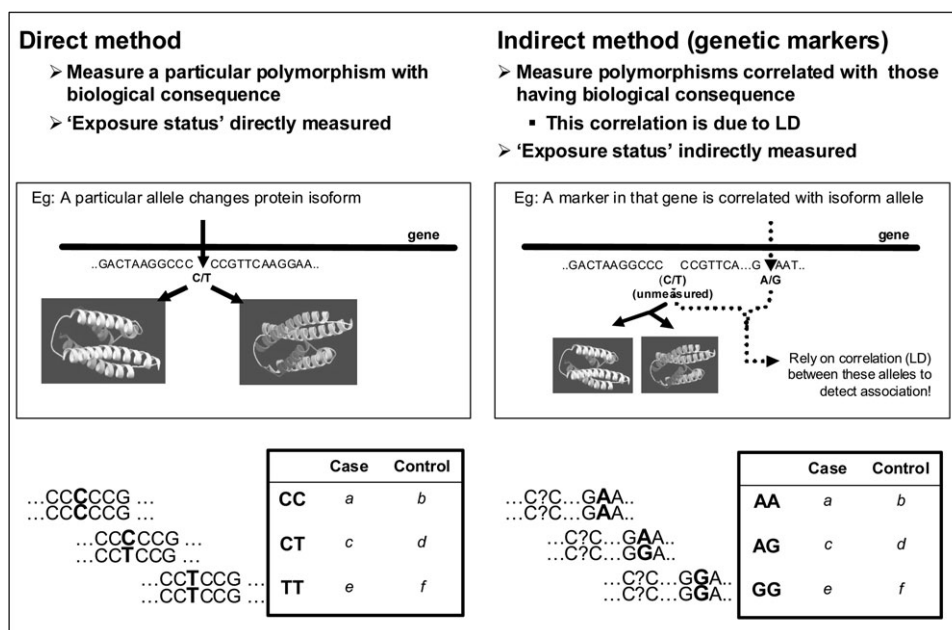 Direct method
➢ Measure a particular polymorphism with
biological consequence
➢ ‘Exposure status’ directly measured
Eg: A particular allele changes protein isoform
gene
..GACTAAGGCCC CCGTTCAAGGAA..
C/T
…CCCCCG …
…CCCCCG …
…CCCCCG …
…CCTCCG …
…CCTCCG …
…CCTCCG …
Case Control
CC a b
CT c d
TT e f
Indirect method (genetic markers)
➢ Measure polymorphisms correlated with those
having biological consequence
▪ This correlation is due to LD
➢ ‘Exposure status’ indirectly measured
Eg: A marker in that gene is correlated with isoform allele
gene
..GACTAAGGCCC CCGTTCA...G AAT..
(C/T) A/G
(unmeasured)
Rely on correlation (LD)
between these alleles to
detect association!
…C?C…GAA..
…C?C…GAA..
…C?C…GAA..
…C?C…GGA..
…C?C…GGA..
…C?C…GGA..
Case Control
AA a b
AG c d
GG e f